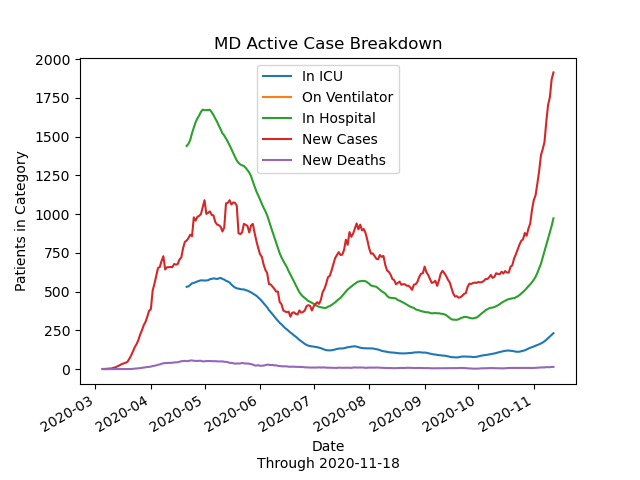 MD Active Case Breakdown
2000
1750
1500
1250
1000
750
500
250
0
Patients in Category
In ICU
On Ventilator
In Hospital
New Cases
New Deaths
2020-03
2020-04
2020-05
2020-06
2020-07
2020-08
2020-09
2020-10
2020-11
Date
Through 2020-11-18